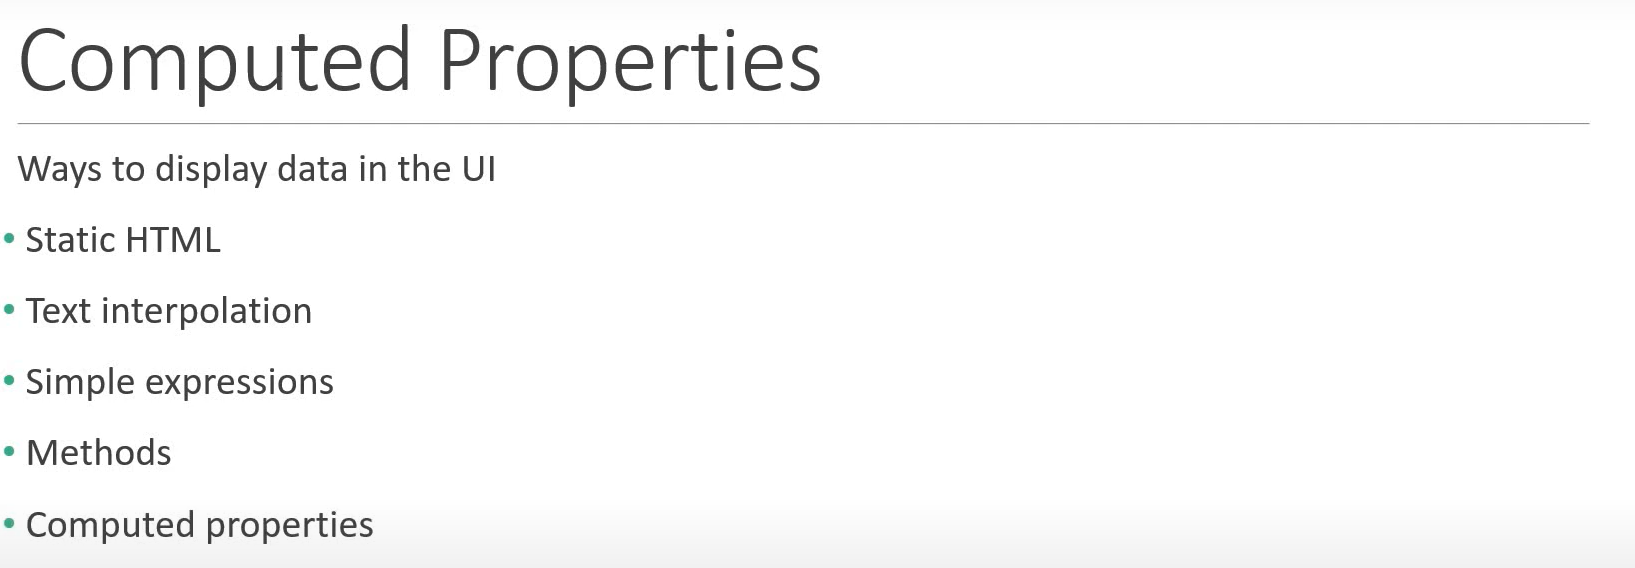 Computed Properties
Ways to display data in the UI
• Static HTML
• Text interpolation
• Simple expressions
• Methods
• Computed properties